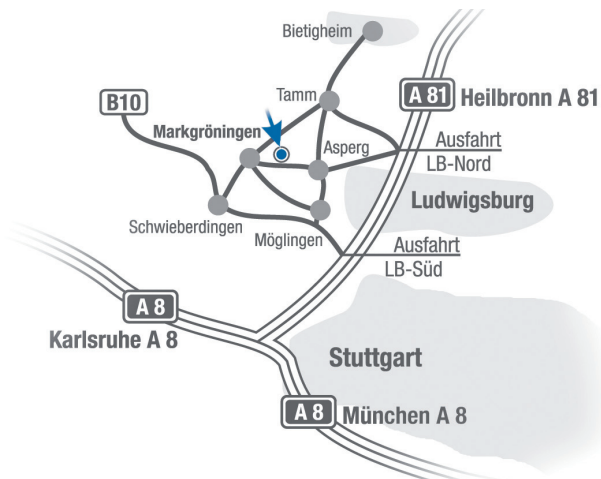 Bietigheim
B10
Tamm
A 81 Heilbronn A 81
Markgröningen
Asperg
Ausfahrt
LB-Nord
Ludwigsburg
Schwieberdingen
Möglingen
Ausfahrt
LB-Süd
A 8
Karlsruhe A 8
Stuttgart
A 8 München A 8